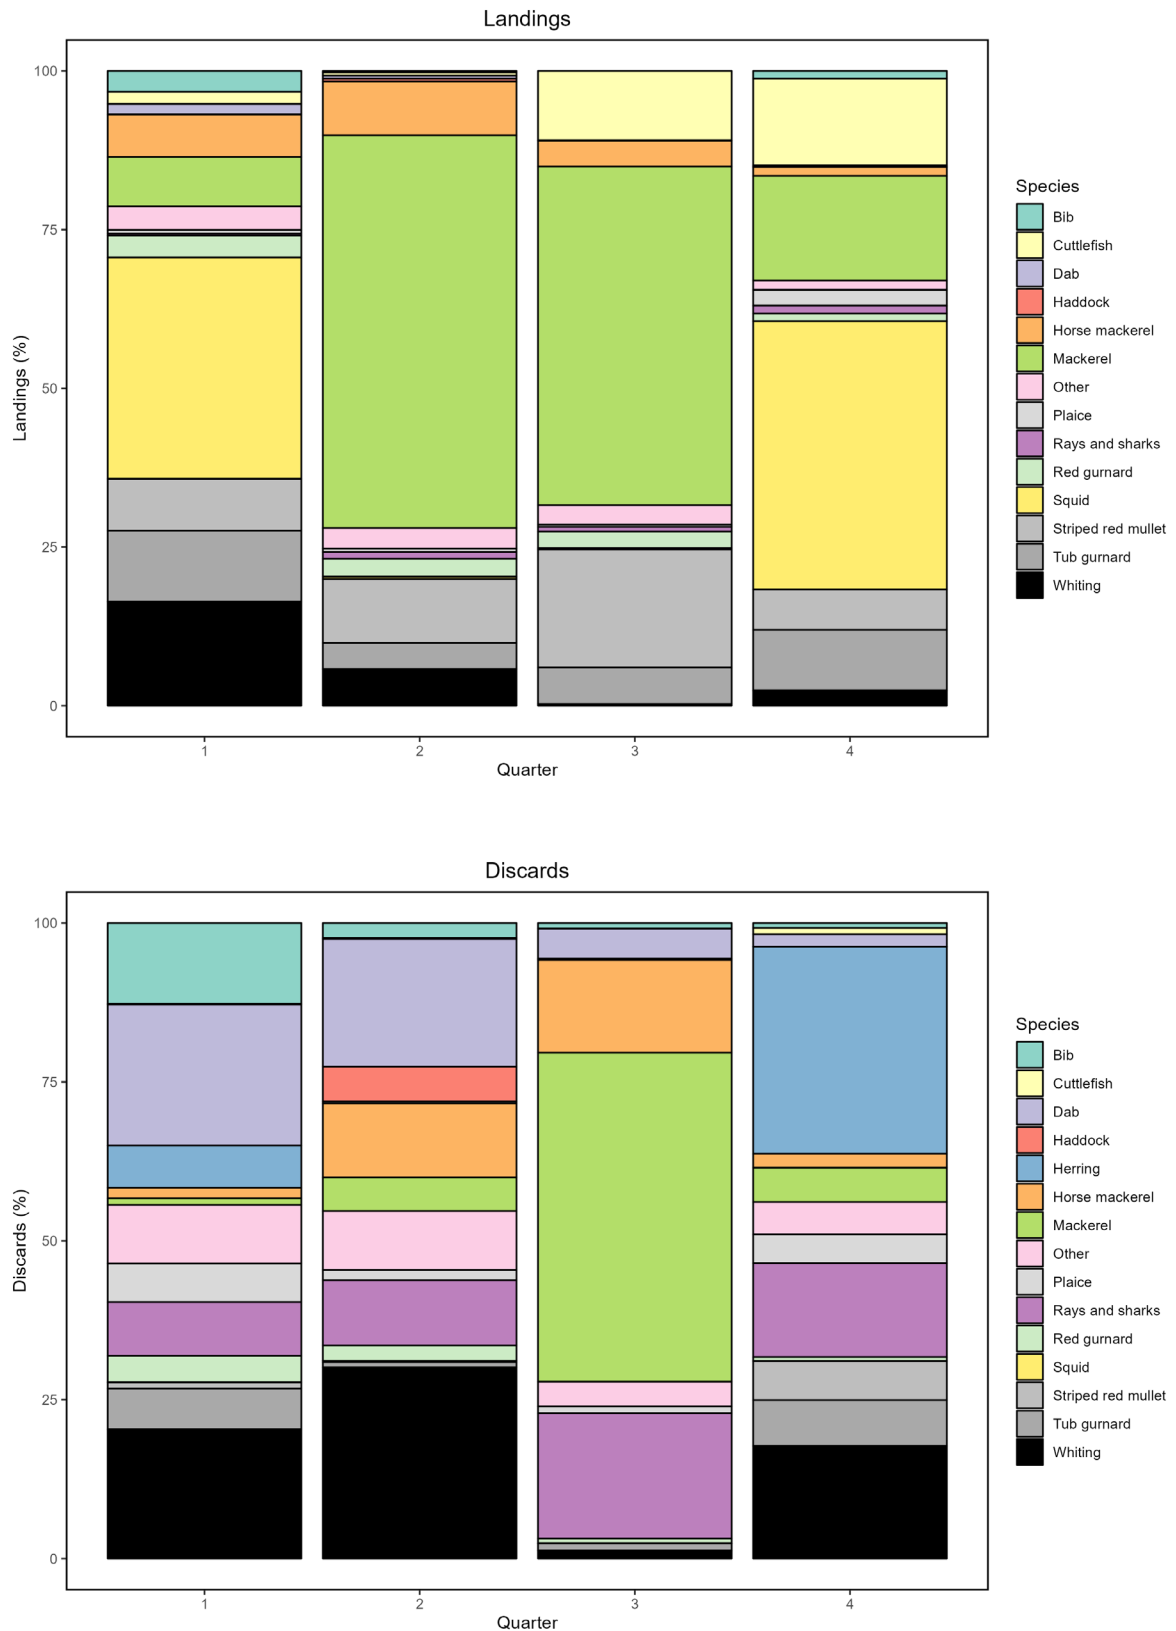 Landings
100
75
50
25
0
Landings (%)
1 2 3 4
Quarter
Species
Bib
Cuttlefish
Dab
Haddock
Horse mackerel
Mackerel
Other
Plaice
Rays and sharks
Red gurnard
Squid
Striped red mullet
Tub gurnard
Whiting
Discards
100
75
50
25
0
Discards (%)
1 2 3 4
Quarter
Species
Bib
Cuttlefish
Dab
Haddock
Herring
Horse mackerel
Mackerel
Other
Plaice
Rays and sharks
Red gurnard
Squid
Striped red mullet
Tub gurnard
Whiting